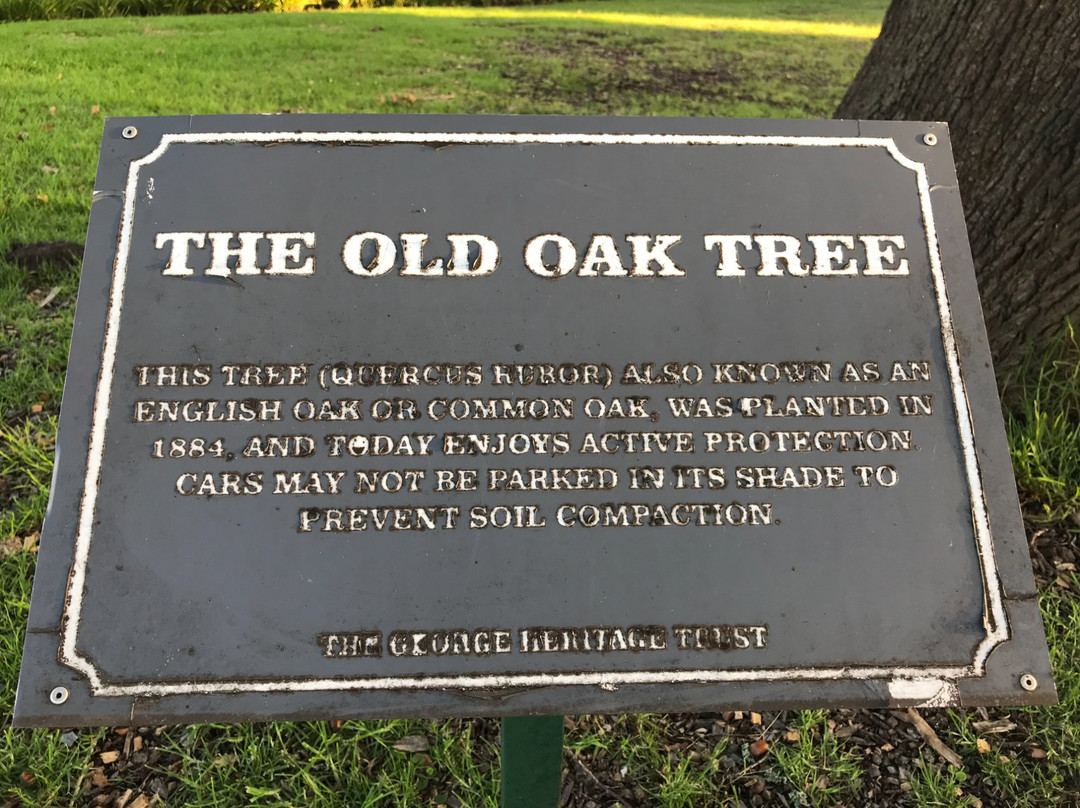 THE OLD OAK TREE
THIS TREE (QUERCUS RUBOR) ALSO KNOWN AS AN
ENGLISH OAK OR COMMON OAK, WAS PLANTED IN
1884, AND TODAY ENJOYS ACTIVE PROTECTION.
CARS MAY NOT BE PARKED IN ITS SHADE TO
PREVENT SOIL COMPACTION.
THE GEORGE HERITAGE TRUST